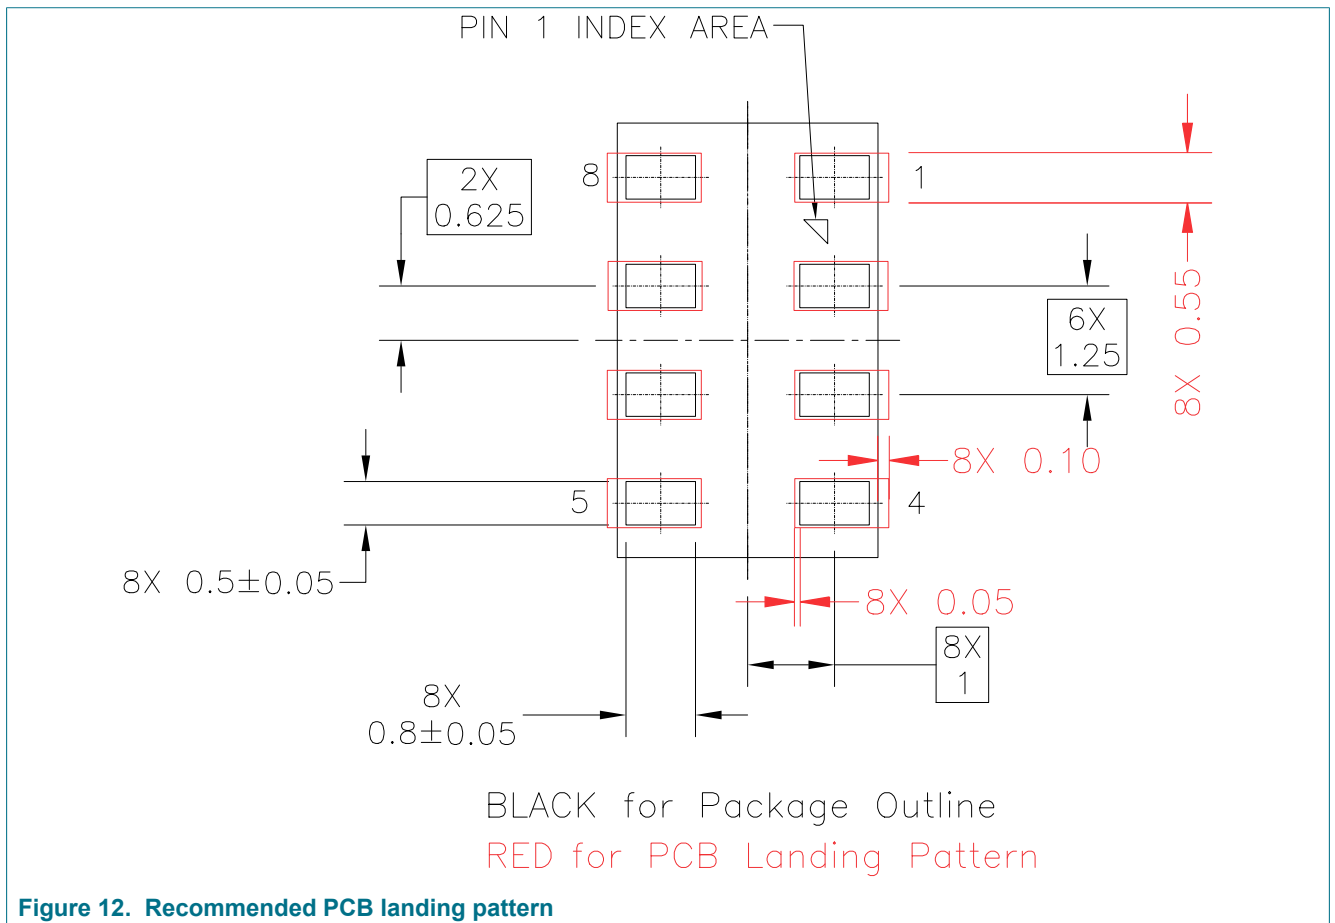 PIN 1 INDEX AREA
8
1
2X
0.625
8X 0.55
6X
1.25
8X 0.10
5
4
8X 0.5±0.05
8X 0.05
8X
1
8X
0.8±0.05
BLACK for Package Outline
RED for PCB Landing Pattern
Figure 12. Recommended PCB landing pattern